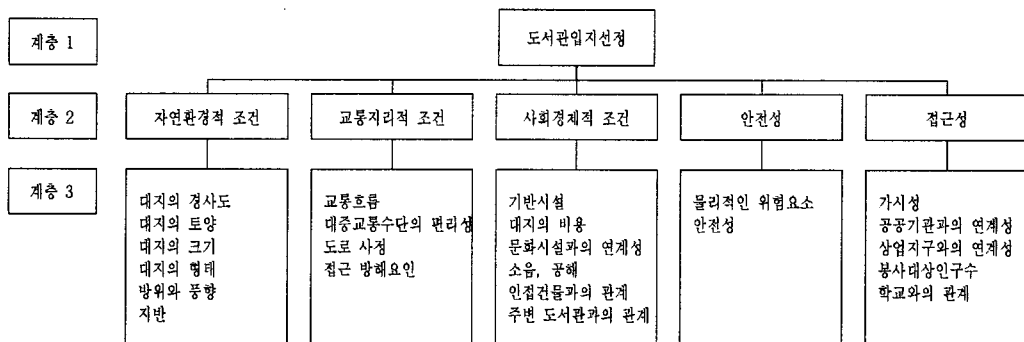 계층 1
도서관입지선정
계층 2
자연환경적 조건
교통지리적 조건
사회경제적 조건
안전성
접근성
계층 3
대지의 경사도
대지의 토양
대지의 크기
대지의 형태
방위와 풍향
지반
교통흐름
대중교통수단의 편리성
도로 사정
접근 방해요인
기반시설
대지의 비용
문화시설과의 연계성
소음, 공해
인접건물과의 관계
주변 도서관과의 관계
물리적인 위험요소
안전성
가시성
공공기관과의 연계성
상업지구와의 연계성
봉사대상인구수
학교와의 관계